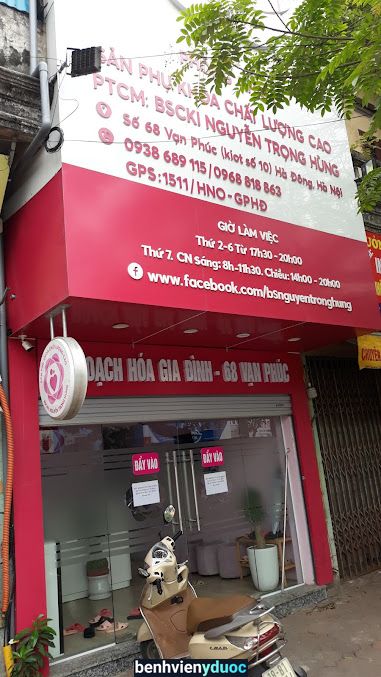 SẢN PHỤ KHOA CHẤT LƯỢNG CAO
PTCM: BSCKI NGUYỄN TRỌNG HÙNG
Số 68 Vạn Phúc (kiot số 10) Hà Đông, Hà Nội
0938 689 115/0968 818 863
GPS:1511/HNO-GPHĐ
GIỜ LÀM VIỆC
Thứ 2-6 Từ 17h30 - 20h00
Thứ 7. CN Sáng: 8h-11h30. Chiều: 14h00 - 20h00
f www.facebook.com/bsnguyentronghung
HOẠCH HÓA GIA ĐÌNH - 68 VẠN PHÚC
ĐẨY VÀO
ĐẨY VÀO
benhvienyduoc